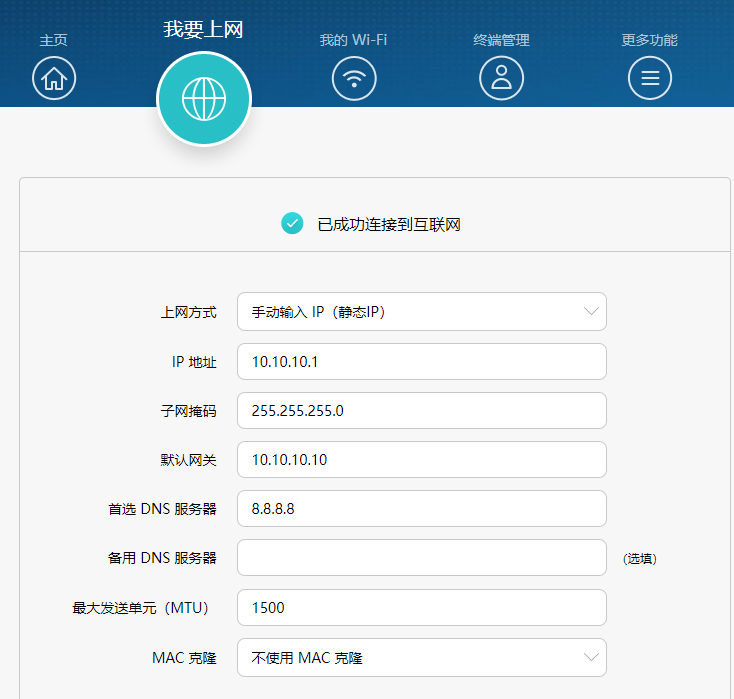 主页
我要上网
我的 Wi-Fi
终端管理
更多功能
已成功连接到互联网
上网方式 手动输入 IP（静态IP）
IP 地址 10.10.10.1
子网掩码 255.255.255.0
默认网关 10.10.10.10
首选 DNS 服务器 8.8.8.8
备用 DNS 服务器 (选填)
最大发送单元（MTU） 1500
MAC 克隆 不使用 MAC 克隆